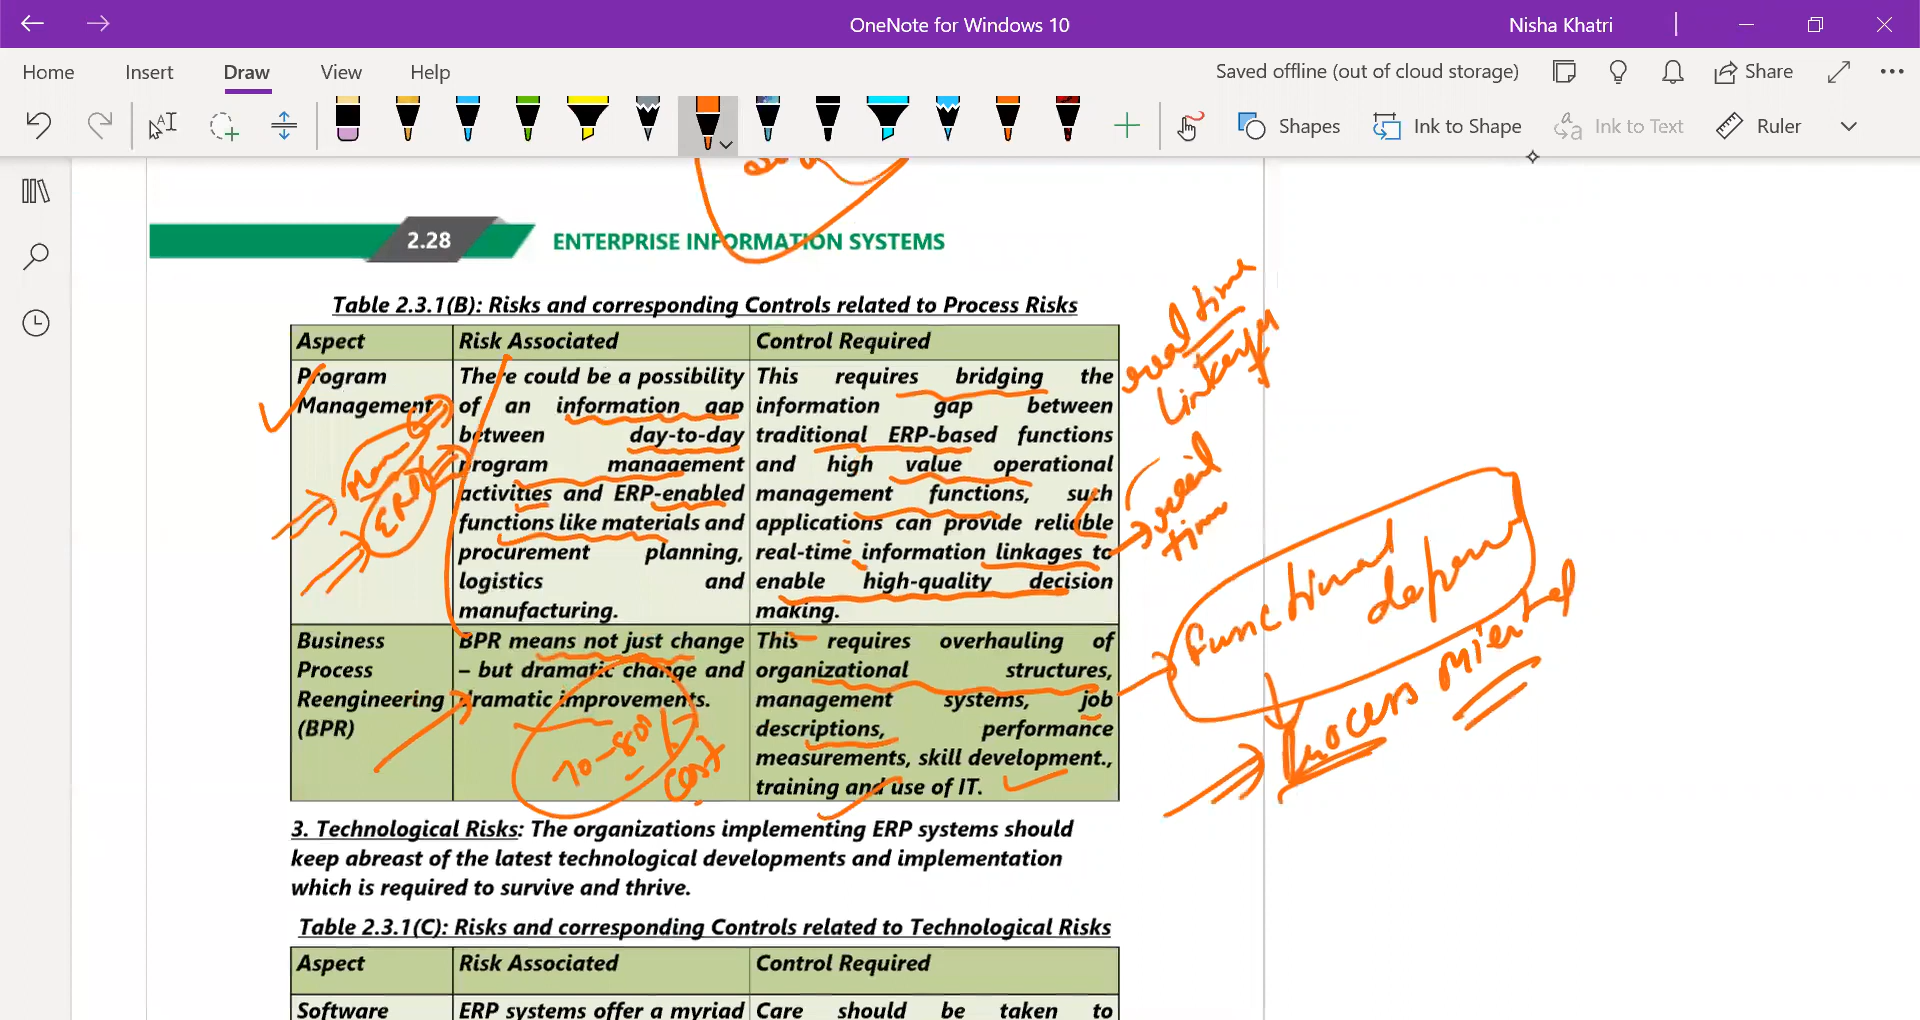 OneNote for Windows 10
Nisha Khatri
Home Insert Draw View Help
Saved offline (out of cloud storage)
Share
Shapes
Ink to Shape
Ink to Text
Ruler
2.28
ENTERPRISE INFORMATION SYSTEMS
Table 2.3.1(B): Risks and corresponding Controls related to Process Risks
Aspect
Risk Associated
Control Required
Program
Management
There could be a possibility
of an information gap
between day-to-day
program management
activities and ERP-enabled
functions like materials and
procurement planning,
logistics and
manufacturing.
This requires bridging the
information gap between
traditional ERP-based functions
and high value operational
management functions, such
applications can provide reliable
real-time information linkages to
enable high-quality decision
making.
Business
Process
Reengineering
(BPR)
BPR means not just change
– but dramatic change and
dramatic improvements.
This requires overhauling of
organizational structures,
management systems, job
descriptions, performance
measurements, skill development.,
training and use of IT.
real time
real
time
ERP
70-80%
cost
Functional
Process
3. Technological Risks: The organizations implementing ERP systems should
keep abreast of the latest technological developments and implementation
which is required to survive and thrive.
Table 2.3.1(C): Risks and corresponding Controls related to Technological Risks
Aspect
Risk Associated
Control Required
Software
ERP systems offer a myriad
Care should be taken to